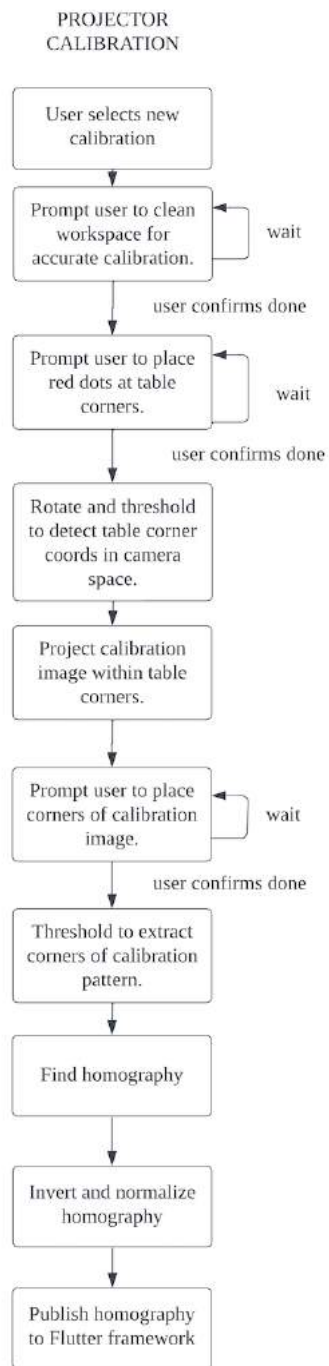 PROJECTOR
CALIBRATION
User selects new
calibration
Prompt user to clean
workspace for
accurate calibration.
wait
user confirms done
Prompt user to place
red dots at table
corners.
wait
user confirms done
Rotate and threshold
to detect table corner
coords in camera
space.
Project calibration
image within table
corners.
Prompt user to place
corners of calibration
image.
wait
user confirms done
Threshold to extract
corners of calibration
pattern.
Find homography
Invert and normalize
homography
Publish homography
to Flutter framework